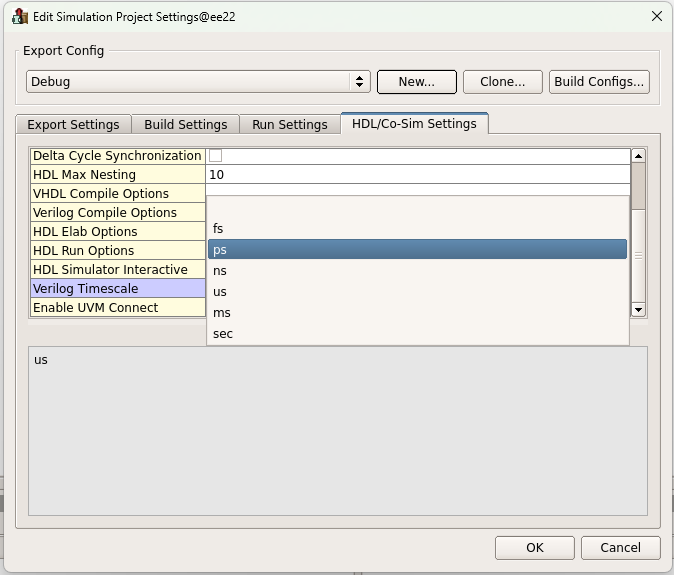 Edit Simulation Project Settings@ee22
Export Config
Debug
New...
Clone...
Build Configs...
Export Settings
Build Settings
Run Settings
HDL/Co-Sim Settings
Delta Cycle Synchronization
HDL Max Nesting
10
VHDL Compile Options
Verilog Compile Options
HDL Elab Options
HDL Run Options
HDL Simulator Interactive
Verilog Timescale
Enable UVM Connect
fs
ps
ns
us
ms
sec
us
OK
Cancel